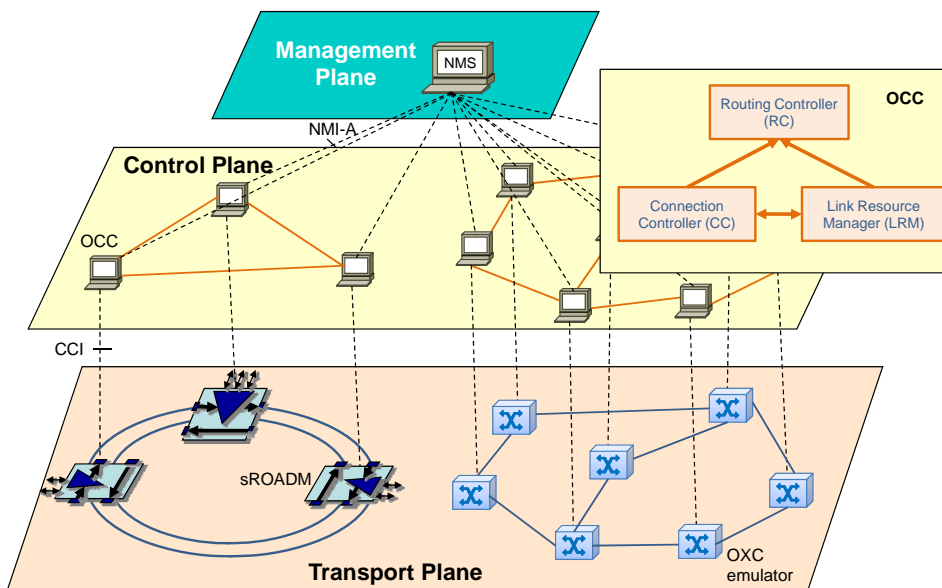 Management
Plane
NMS
NMI-A
OCC
Routing Controller
(RC)
Connection
Controller (CC)
Link Resource
Manager (LRM)
Control Plane
OCC
CCI
sROADM
OXC
emulator
Transport Plane